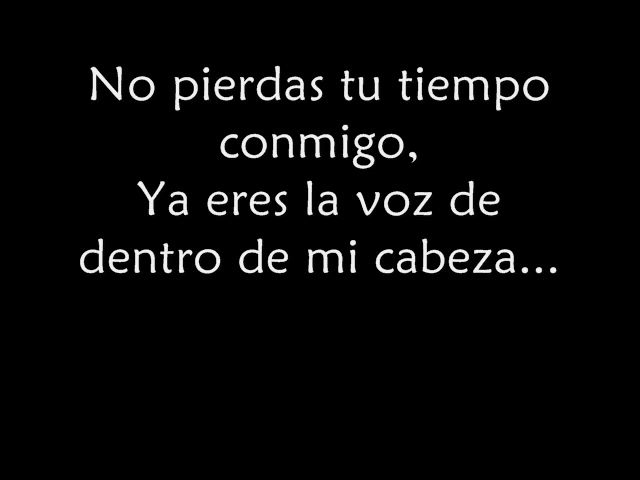 No pierdas tu tiempo
conmigo,
Ya eres la voz de
dentro de mi cabeza...